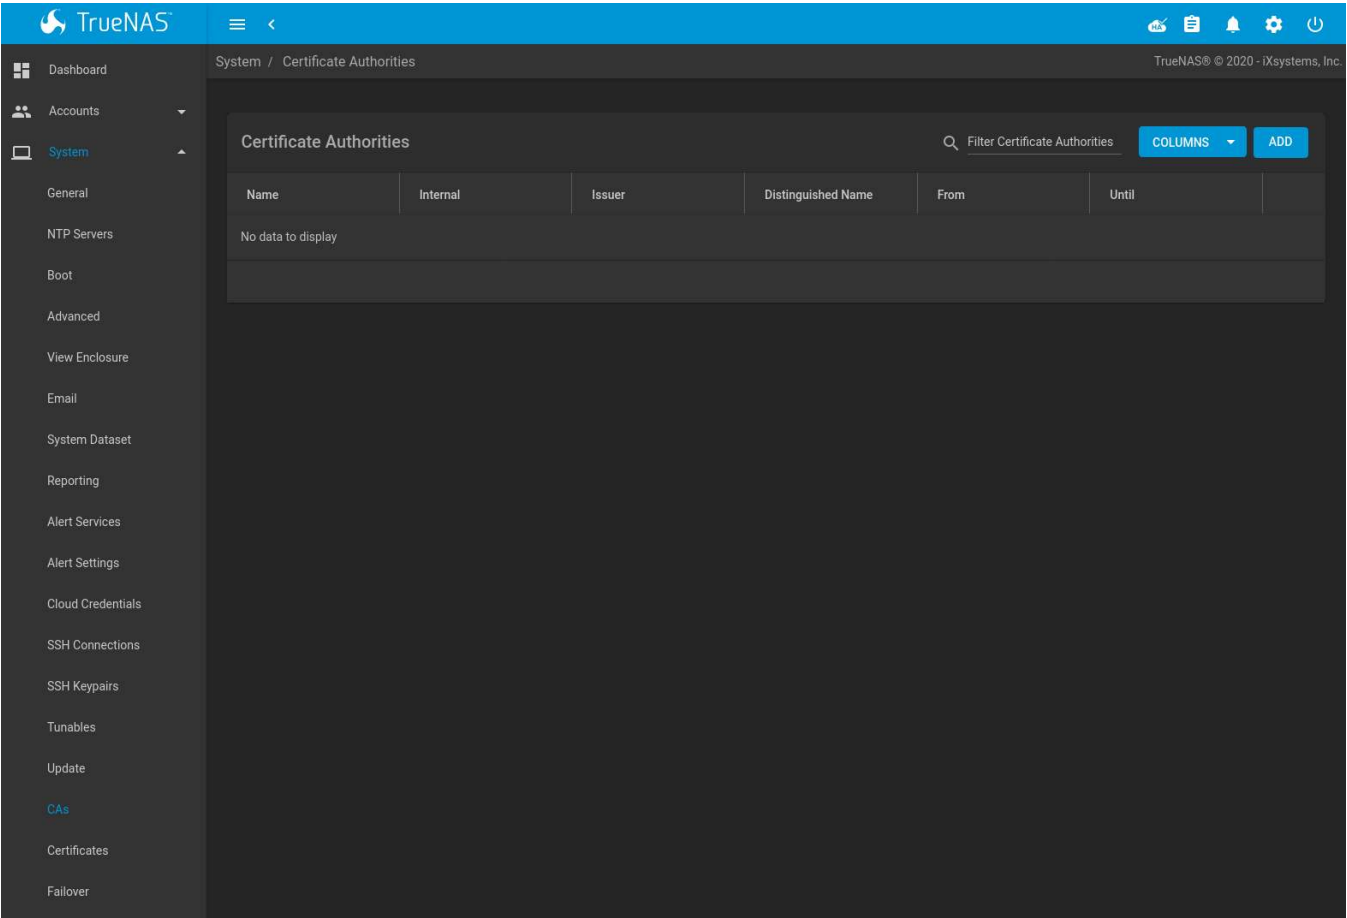 TrueNAS™
HA
System / Certificate Authorities
TrueNAS® © 2020 - iXsystems, Inc.
Dashboard
Accounts
System
General
NTP Servers
Boot
Advanced
View Enclosure
Email
System Dataset
Reporting
Alert Services
Alert Settings
Cloud Credentials
SSH Connections
SSH Keypairs
Tunables
Update
CAs
Certificates
Failover
Certificate Authorities
Filter Certificate Authorities
COLUMNS
ADD
Name Internal Issuer Distinguished Name From Until
No data to display